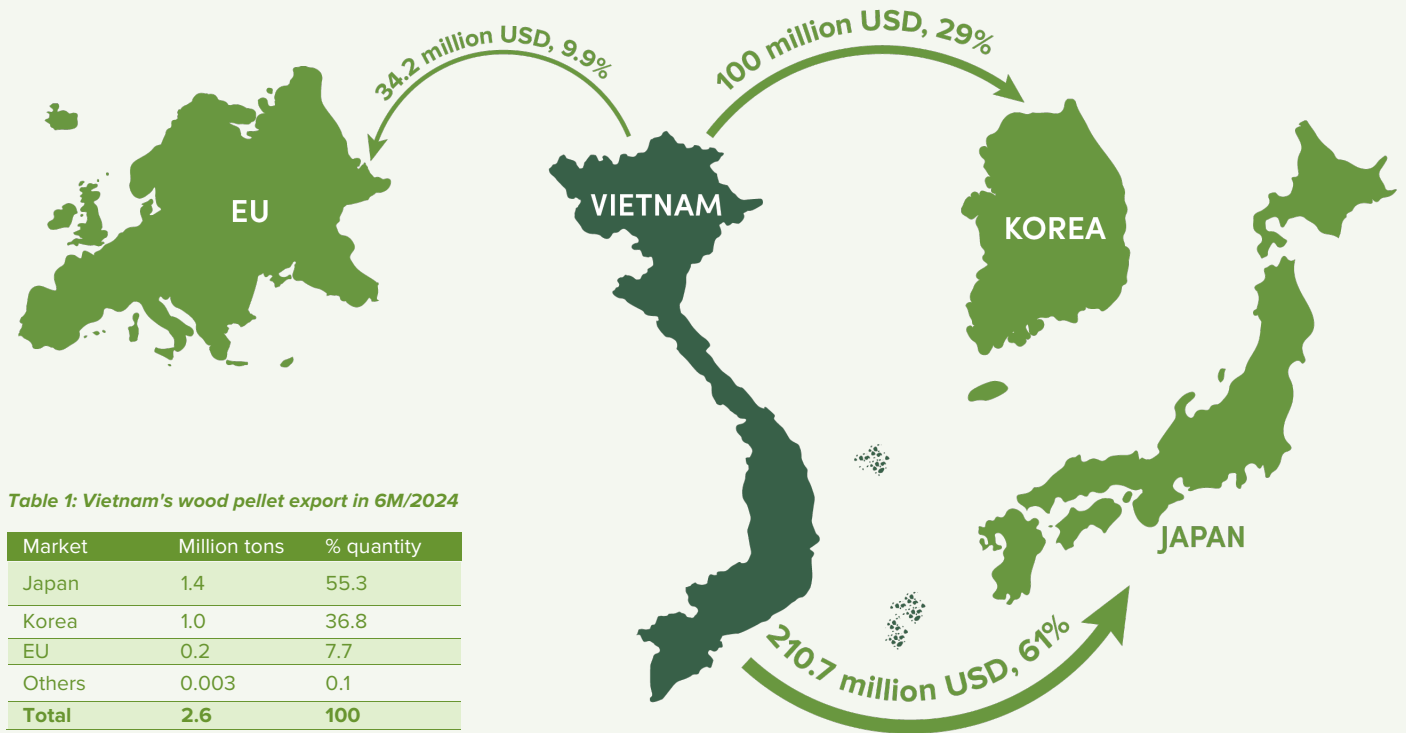 34.2 million USD, 9.9%
100 million USD, 29%
EU
VIETNAM
KOREA
JAPAN
210.7 million USD, 61%
Table 1: Vietnam's wood pellet export in 6M/2024
Market Million tons % quantity
Japan 1.4 55.3
Korea 1.0 36.8
EU 0.2 7.7
Others 0.003 0.1
Total 2.6 100